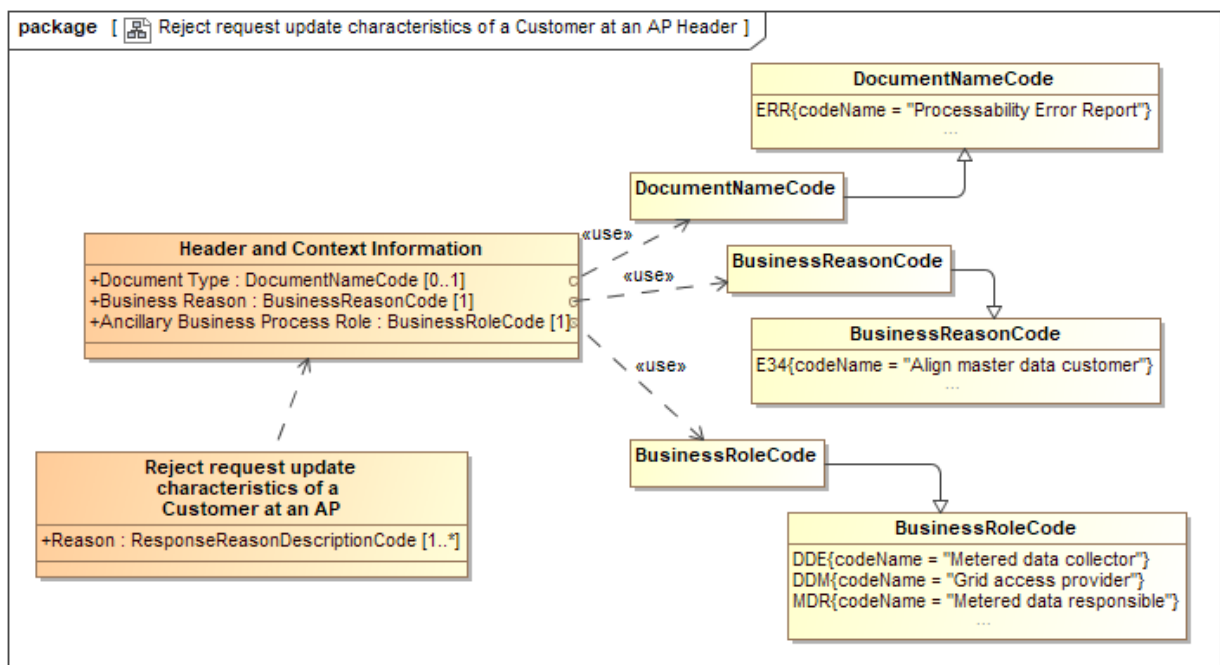 package [ Reject request update characteristics of a Customer at an AP Header ]
DocumentNameCode
ERR{codeName = "Processability Error Report"}
...
DocumentNameCode
«use»
Header and Context Information
+Document Type : DocumentNameCode [0..1]
+Business Reason : BusinessReasonCode [1]
+Ancillary Business Process Role : BusinessRoleCode [1]
«use»
BusinessReasonCode
BusinessReasonCode
E34{codeName = "Align master data customer"}
...
«use»
BusinessRoleCode
Reject request update
characteristics of a
Customer at an AP
+Reason : ResponseReasonDescriptionCode [1..*]
BusinessRoleCode
DDE{codeName = "Metered data collector"}
DDM{codeName = "Grid access provider"}
MDR{codeName = "Metered data responsible"}
...